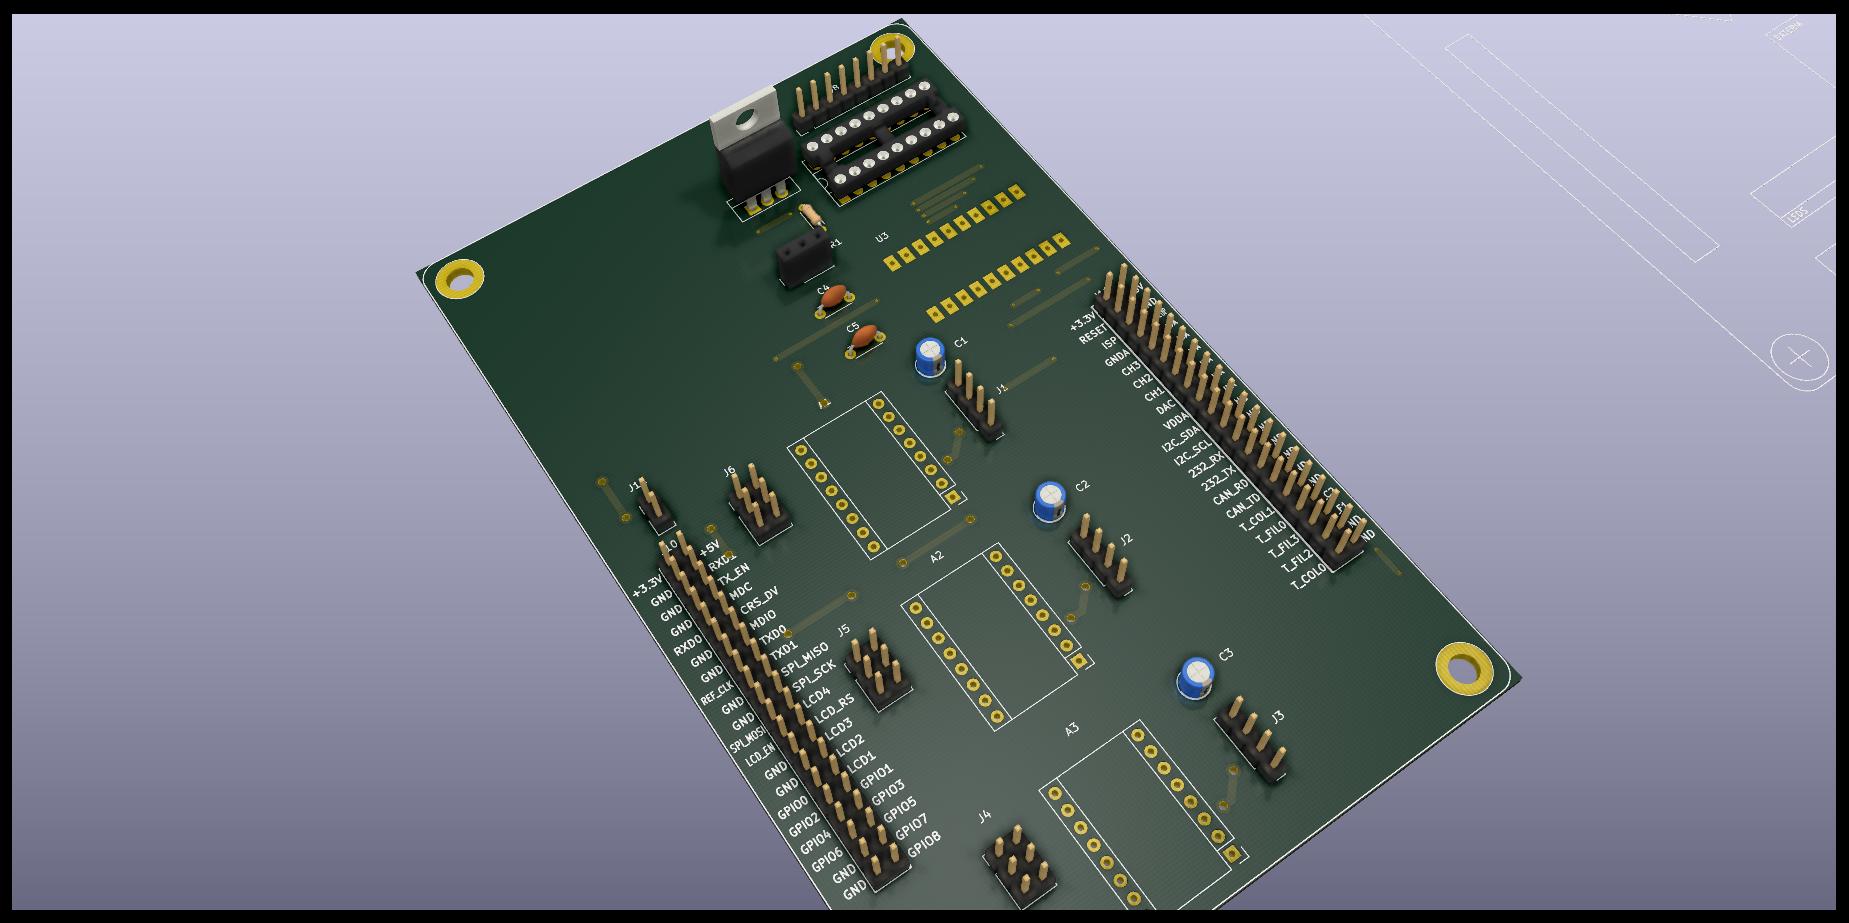 R1
U3
C4
C5
C1
J1
+3.3V
RESET
ISP
GNDA
CH3
CH2
CH1
DAC
VDDA
I2C_SDA
I2C_SCL
232_RX
232_TX
CAN_RD
CAN_TD
T_COL1
T_FIL0
T_FIL3
T_FIL2
T_COL0
GND
C2
J2
A2
C3
J3
A3
J4
J5
J6
J1
+3.3V
GND
GND
GND
RXD0
GND
GND
REF_CLK
GND
GND
SPI_MOSI
LCD_EN
GND
GND
GPIO0
GPIO2
GPIO4
GPIO6
GND
GND
+5V
RXD1
TX_EN
MDC
CRS_DV
MDIO
TXD0
TXD1
SPI_MISO
SPI_SCK
LCD4
LCD_RS
LCD3
LCD2
LCD1
GPIO1
GPIO3
GPIO5
GPIO7
GPIO8
LEDS